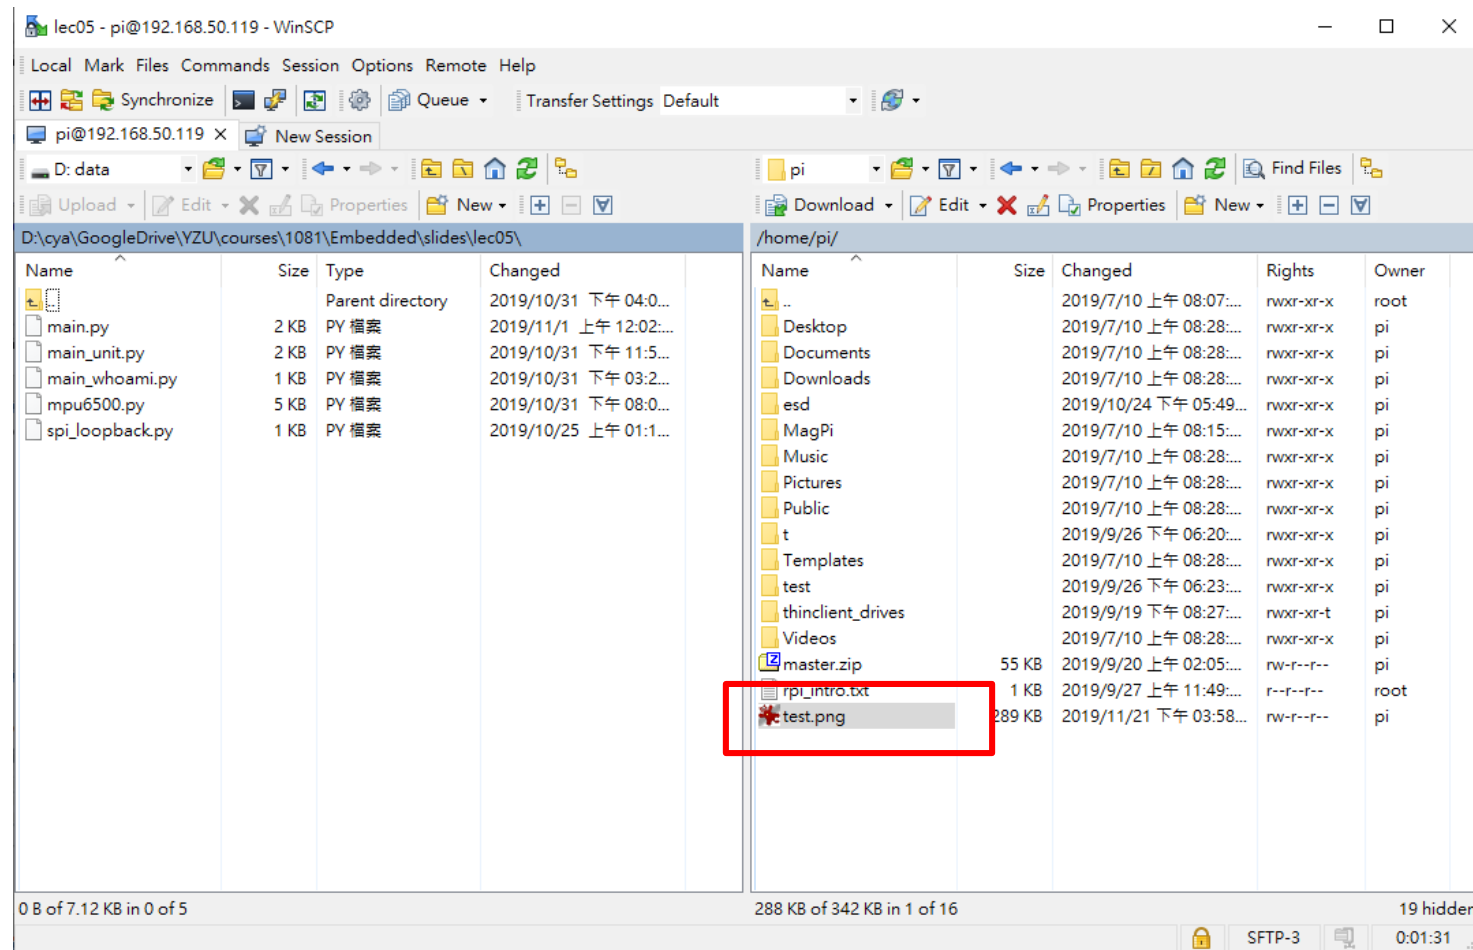 lec05 - pi@192.168.50.119 - WinSCP
Local Mark Files Commands Session Options Remote Help
Synchronize Queue Transfer Settings Default
pi@192.168.50.119 New Session
D: data
Upload Edit Properties New
D:\cya\GoogleDrive\YZU\courses\1081\Embedded\slides\lec05\
Name Size Type Changed
.. Parent directory 2019/10/31 下午 04:0...
main.py 2 KB PY 檔案 2019/11/1 上午 12:02:...
main_unit.py 2 KB PY 檔案 2019/10/31 下午 11:5...
main_whoami.py 1 KB PY 檔案 2019/10/31 下午 03:2...
mpu6500.py 5 KB PY 檔案 2019/10/31 下午 08:0...
spi_loopback.py 1 KB PY 檔案 2019/10/25 上午 01:1...
0 B of 7.12 KB in 0 of 5
pi Find Files
Download Edit Properties New
/home/pi/
Name Size Changed Rights Owner
.. 2019/7/10 上午 08:07:... rwxr-xr-x root
Desktop 2019/7/10 上午 08:28:... rwxr-xr-x pi
Documents 2019/7/10 上午 08:28:... rwxr-xr-x pi
Downloads 2019/7/10 上午 08:28:... rwxr-xr-x pi
esd 2019/10/24 下午 05:49... rwxr-xr-x pi
MagPi 2019/7/10 上午 08:15:... rwxr-xr-x pi
Music 2019/7/10 上午 08:28:... rwxr-xr-x pi
Pictures 2019/7/10 上午 08:28:... rwxr-xr-x pi
Public 2019/7/10 上午 08:28:... rwxr-xr-x pi
t 2019/9/26 下午 06:20:... rwxr-xr-x pi
Templates 2019/7/10 上午 08:28:... rwxr-xr-x pi
test 2019/9/26 下午 06:23:... rwxr-xr-x pi
thinclient_drives 2019/9/19 下午 08:27:... rwxr-xr-t pi
Videos 2019/7/10 上午 08:28:... rwxr-xr-x pi
master.zip 55 KB 2019/9/20 上午 02:05:... rw-r--r-- pi
rpi_intro.txt 1 KB 2019/9/27 上午 11:49:... r--r--r-- root
test.png 289 KB 2019/11/21 下午 03:58... rw-r--r-- pi
288 KB of 342 KB in 1 of 16 19 hidden
SFTP-3 0:01:31